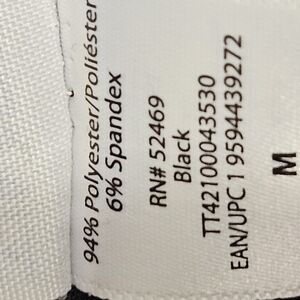 94% Polyester/Poliéster
6% Spandex
RN# 52469
Black
TT42100043530
EAN/UPC 1 9594439272
M